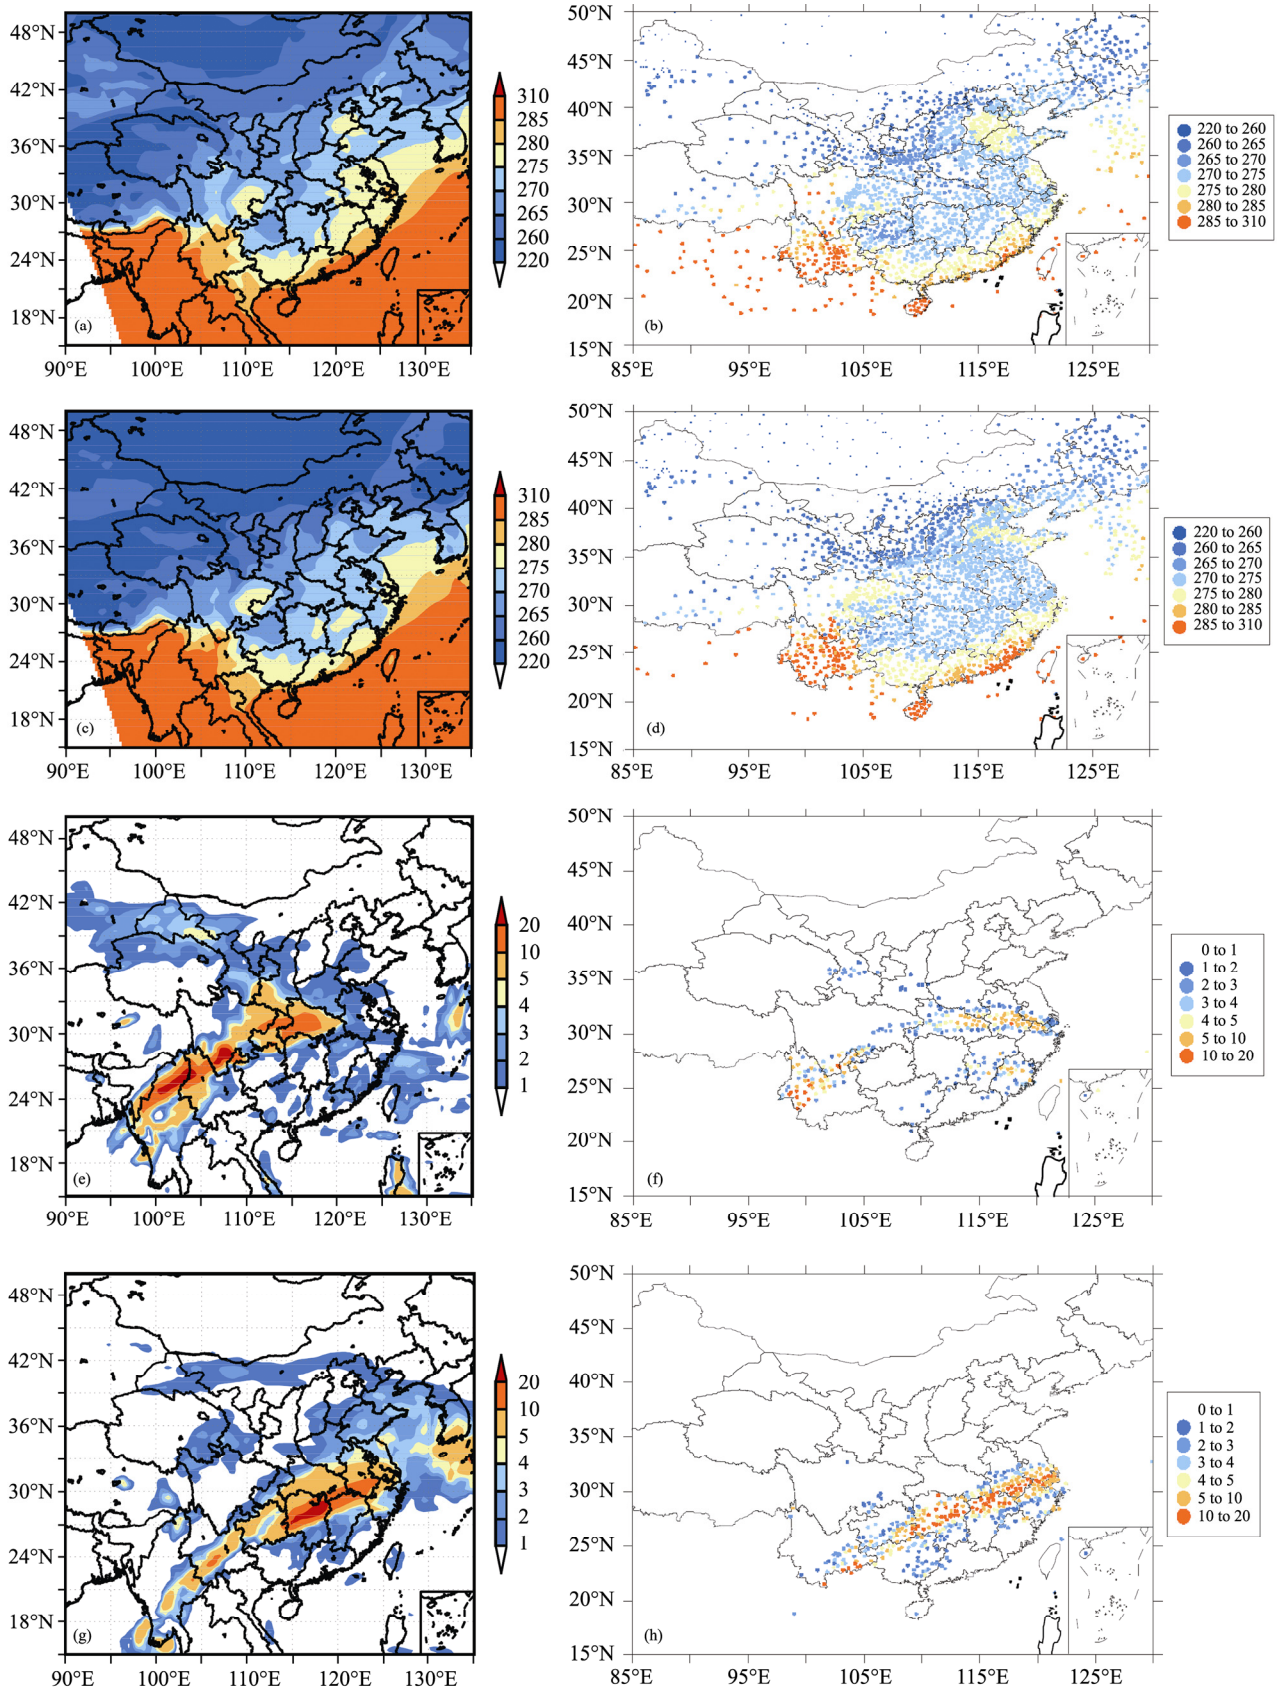 48°N
42°N
36°N
30°N
24°N
18°N
(a)
90°E 100°E 110°E 120°E 130°E
310
285
280
275
270
265
260
220
50°N
45°N
40°N
35°N
30°N
25°N
20°N
15°N
(b)
85°E 95°E 105°E 115°E 125°E
220 to 260
260 to 265
265 to 270
270 to 275
275 to 280
280 to 285
285 to 310
48°N
42°N
36°N
30°N
24°N
18°N
(c)
90°E 100°E 110°E 120°E 130°E
310
285
280
275
270
265
260
220
50°N
45°N
40°N
35°N
30°N
25°N
20°N
15°N
(d)
85°E 95°E 105°E 115°E 125°E
220 to 260
260 to 265
265 to 270
270 to 275
275 to 280
280 to 285
285 to 310
48°N
42°N
36°N
30°N
24°N
18°N
(e)
90°E 100°E 110°E 120°E 130°E
20
10
5
4
3
2
1
50°N
45°N
40°N
35°N
30°N
25°N
20°N
15°N
(f)
85°E 95°E 105°E 115°E 125°E
0 to 1
1 to 2
2 to 3
3 to 4
4 to 5
5 to 10
10 to 20
48°N
42°N
36°N
30°N
24°N
18°N
(g)
90°E 100°E 110°E 120°E 130°E
20
10
5
4
3
2
1
50°N
45°N
40°N
35°N
30°N
25°N
20°N
15°N
(h)
85°E 95°E 105°E 115°E 125°E
0 to 1
1 to 2
2 to 3
3 to 4
4 to 5
5 to 10
10 to 20